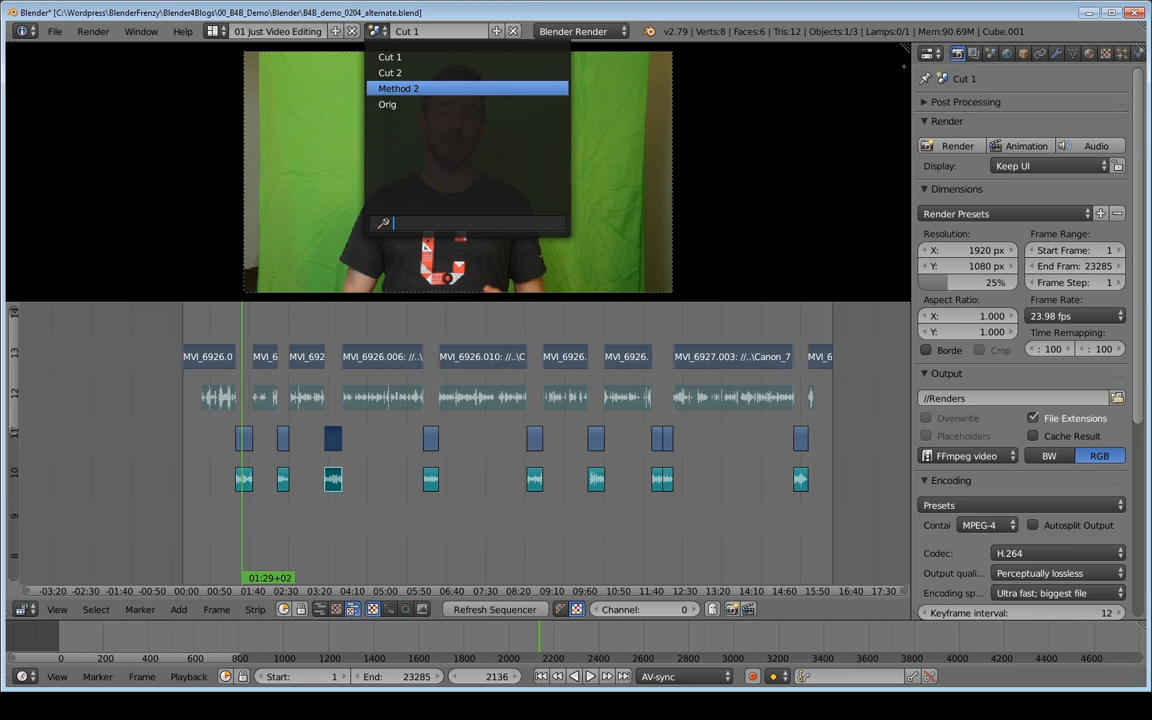 Blender* [C:\Wordpress\BlenderFrenzy\Blender4Blogs\00_B4B_Demo\Blender\B4B_demo_0204_alternate.blend]
File Render Window Help 01 Just Video Editing Cut 1 Blender Render v2.79 | Verts:8 | Faces:6 | Tris:12 | Objects:1/3 | Lamps:0/1 | Mem:90.69M | Cube.001
Cut 1
Cut 2
Method 2
Orig
Cut 1
Post Processing
Render
Render Animation Audio
Display: Keep UI
Dimensions
Render Presets
Resolution: Frame Range:
X: 1920 px Start Frame: 1
Y: 1080 px End Fram: 23285
25% Frame Step: 1
Aspect Ratio: Frame Rate:
X: 1.000 23.98 fps
Y: 1.000 Time Remapping:
Borde Crop : 100 : 100
Output
//Renders
Overwrite File Extensions
Placeholders Cache Result
FFmpeg video BW RGB
Encoding
Presets
Contai MPEG-4 Autosplit Output
Codec: H.264
Output quali... Perceptually lossless
Encoding sp... Ultra fast; biggest file
Keyframe interval: 12
14
13
12
11
10
9
8
MVI_6926.0 MVI_6 MVI_692 MVI_6926.006: //..\ MVI_6926.010: //..\C MVI_6926. MVI_6926. MVI_6927.003: //..\Canon_7 MVI_6
01:29+02
-03:20 -02:30 -01:40 -00:50 00:00 00:50 01:40 02:30 03:20 04:10 05:00 05:50 06:40 07:30 08:20 09:10 10:00 10:50 11:40 12:30 13:20 14:10 15:00 15:50 16:40 17:30
View Select Marker Add Frame Strip Refresh Sequencer Channel: 0
0 200 400 600 800 1000 1200 1400 1600 1800 2000 2200 2400 2600 2800 3000 3200 3400 3600 3800 4000 4200 4400 4600
View Marker Frame Playback Start: 1 End: 23285 2136 AV-sync